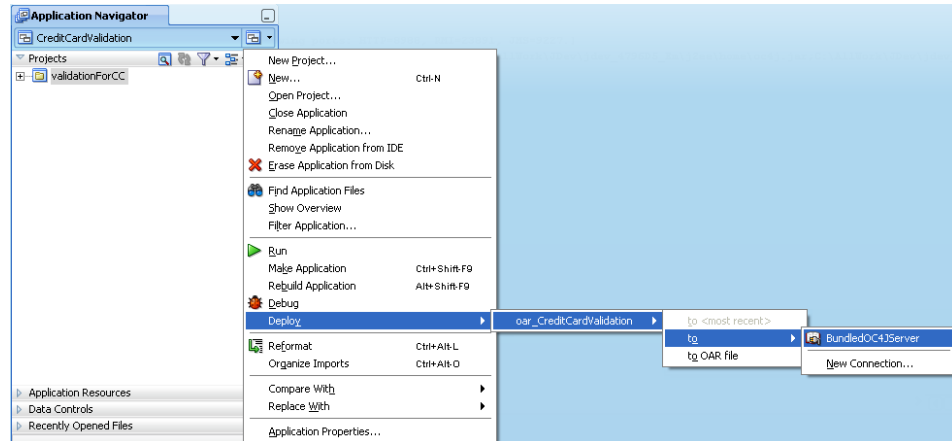 Application Navigator
CreditCardValidation
Projects
validationForCC
New Project...
New... Ctrl-N
Open Project...
Close Application
Rename Application...
Remove Application from IDE
Erase Application from Disk
Find Application Files
Show Overview
Filter Application...
Run
Make Application Ctrl+Shift-F9
Rebuild Application Alt+Shift-F9
Debug
Deploy
oar_CreditCardValidation
to <most recent>
to
BundledOC4JServer
to OAR file
New Connection...
Reformat Ctrl+Alt-L
Organize Imports Ctrl+Alt-O
Compare With
Replace With
Application Properties...
Application Resources
Data Controls
Recently Opened Files